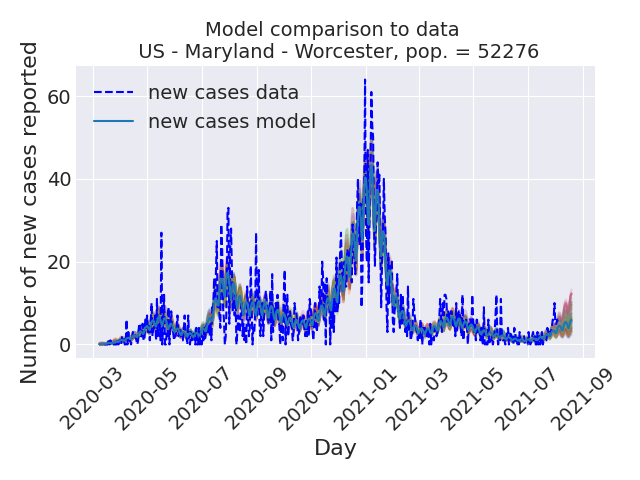 Model comparison to data
US - Maryland - Worcester, pop. = 52276
Number of new cases reported
60
40
20
0
new cases data
new cases model
2020-03
2020-05
2020-07
2020-09
2020-11
2021-01
2021-03
2021-05
2021-07
2021-09
Day